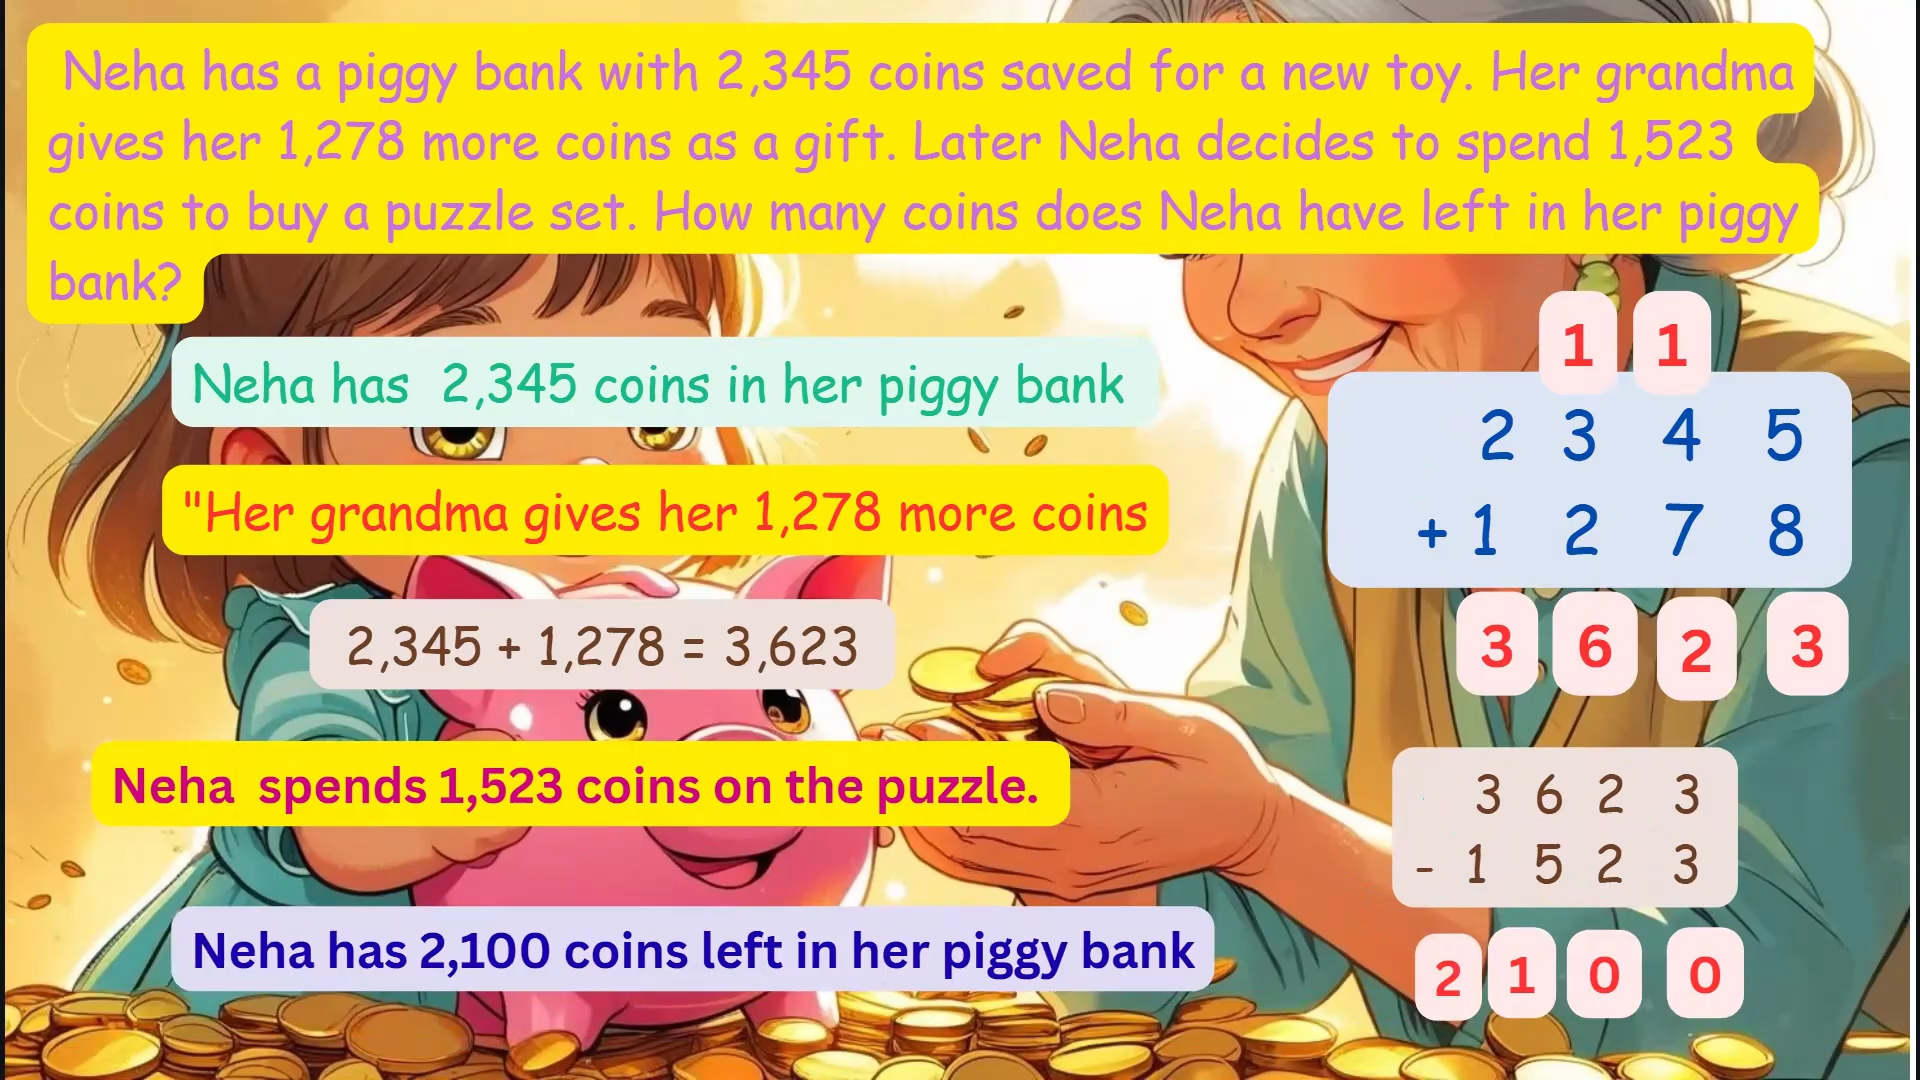 Neha has a piggy bank with 2,345 coins saved for a new toy. Her grandma
gives her 1,278 more coins as a gift. Later Neha decides to spend 1,523
coins to buy a puzzle set. How many coins does Neha have left in her piggy
bank?
Neha has 2,345 coins in her piggy bank
"Her grandma gives her 1,278 more coins
2,345 + 1,278 = 3,623
Neha spends 1,523 coins on the puzzle.
Neha has 2,100 coins left in her piggy bank
1 1
2 3 4 5
+ 1 2 7 8
3 6 2 3
3 6 2 3
- 1 5 2 3
2 1 0 0